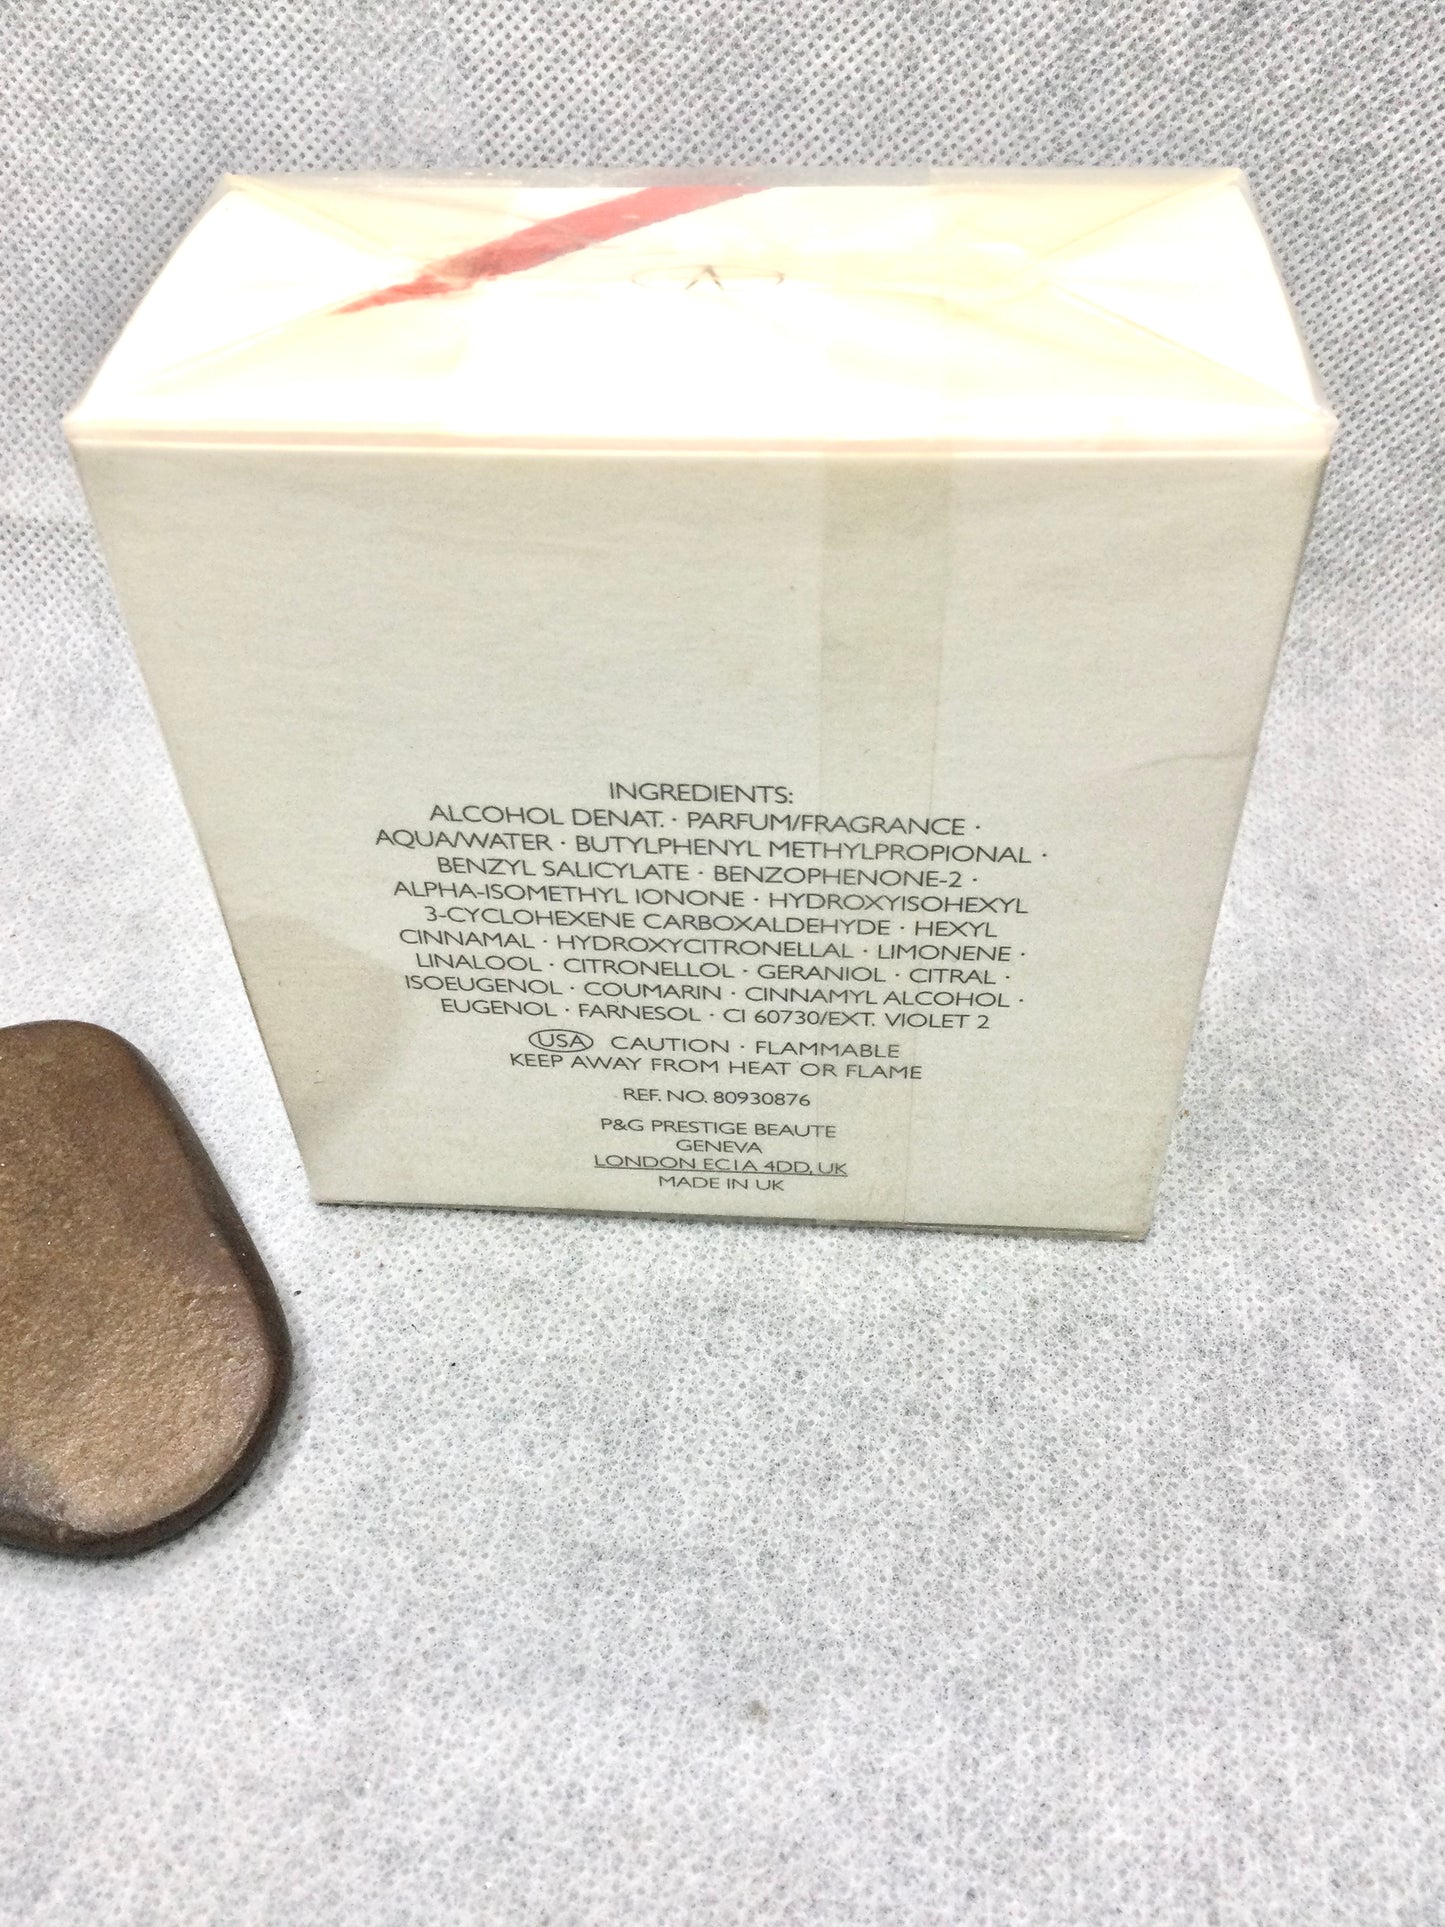 INGREDIENTS:
ALCOHOL DENAT. · PARFUM/FRAGRANCE ·
AQUA/WATER · BUTYLPHENYL METHYLPROPIONAL ·
BENZYL SALICYLATE · BENZOPHENONE-2 ·
ALPHA-ISOMETHYL IONONE · HYDROXYISOHEXYL
3-CYCLOHEXENE CARBOXALDEHYDE · HEXYL
CINNAMAL · HYDROXYCITRONELLAL · LIMONENE ·
LINALOOL · CITRONELLOL · GERANIOL · CITRAL ·
ISOEUGENOL · COUMARIN · CINNAMYL ALCOHOL ·
EUGENOL · FARNESOL · CI 60730/EXT. VIOLET 2
USA CAUTION · FLAMMABLE
KEEP AWAY FROM HEAT OR FLAME
REF. NO. 80930876
P&G PRESTIGE BEAUTE
GENEVA
LONDON EC1A 4DD, UK
MADE IN UK